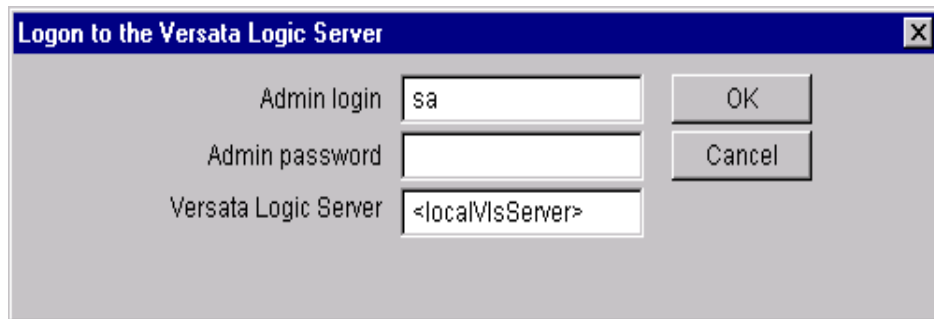 Logon to the Versata Logic Server
Admin login sa OK
Admin password Cancel
Versata Logic Server <localVlsServer>